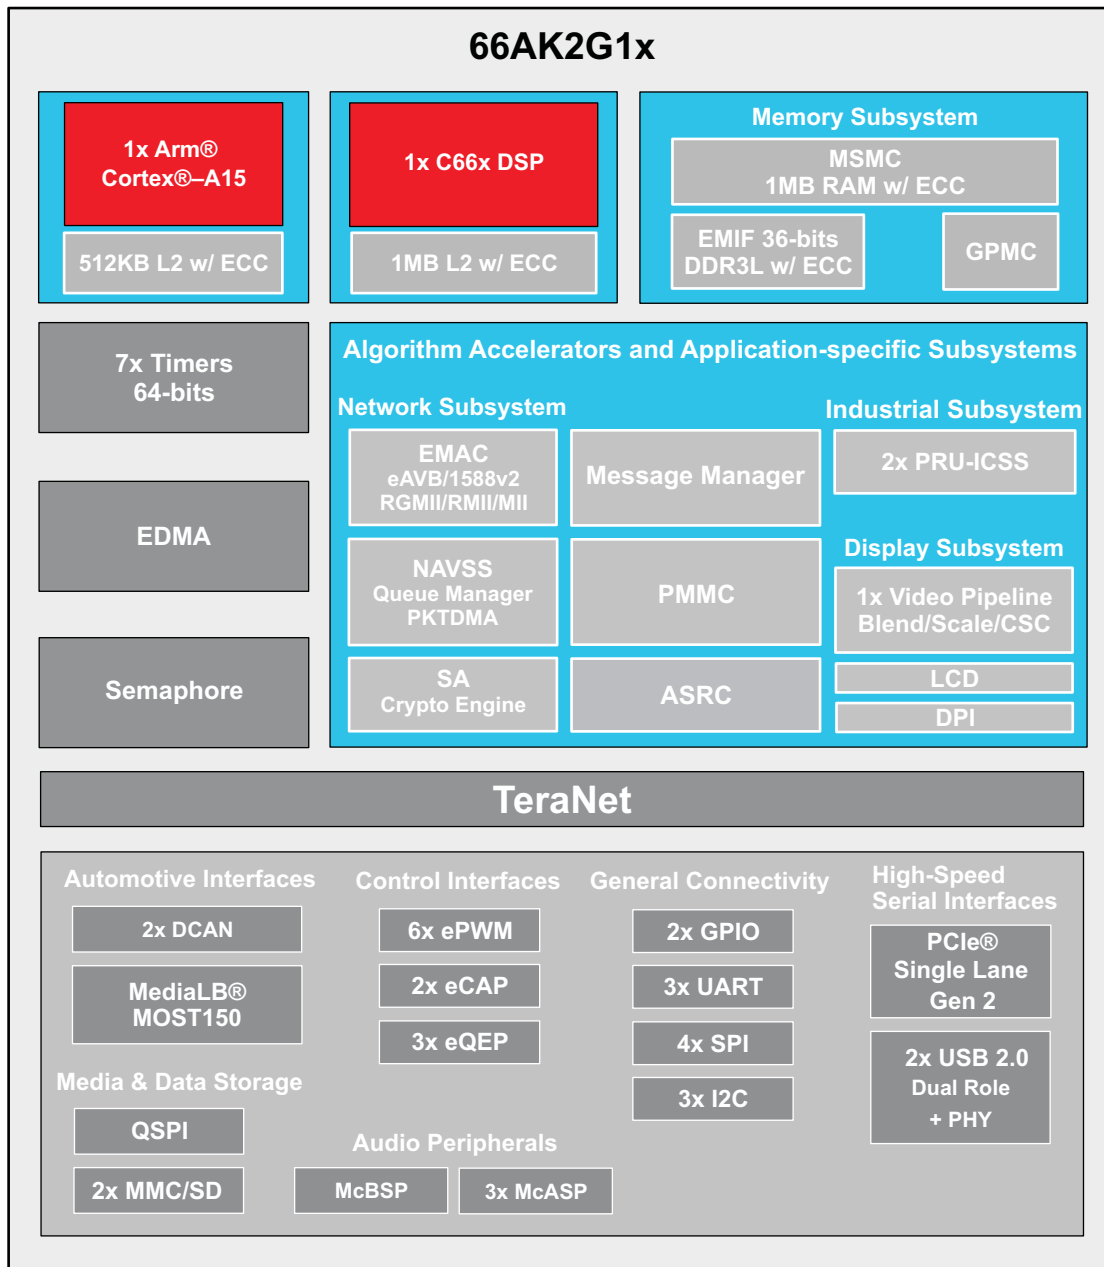 66AK2G1x
1x Arm®
Cortex®–A15
512KB L2 w/ ECC
1x C66x DSP
1MB L2 w/ ECC
Memory Subsystem
MSMC
1MB RAM w/ ECC
EMIF 36-bits
DDR3L w/ ECC
GPMC
7x Timers
64-bits
EDMA
Semaphore
Algorithm Accelerators and Application-specific Subsystems
Network Subsystem
EMAC
eAVB/1588v2
RGMII/RMII/MII
NAVSS
Queue Manager
PKTDMA
SA
Crypto Engine
Message Manager
PMMC
ASRC
Industrial Subsystem
2x PRU-ICSS
Display Subsystem
1x Video Pipeline
Blend/Scale/CSC
LCD
DPI
TeraNet
Automotive Interfaces
2x DCAN
MediaLB®
MOST150
Media & Data Storage
QSPI
2x MMC/SD
Control Interfaces
6x ePWM
2x eCAP
3x eQEP
Audio Peripherals
McBSP
3x McASP
General Connectivity
2x GPIO
3x UART
4x SPI
3x I2C
High-Speed
Serial Interfaces
PCIe®
Single Lane
Gen 2
2x USB 2.0
Dual Role
+ PHY